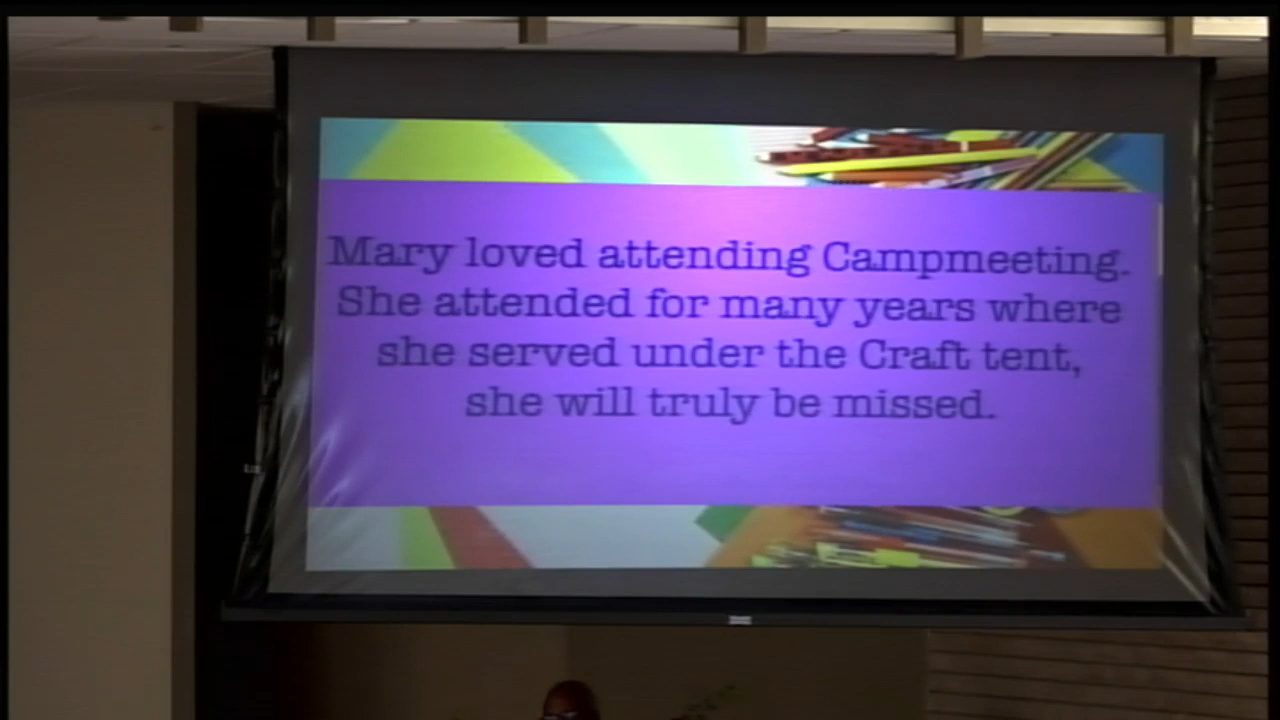 Mary loved attending Campmeeting.
She attended for many years where
she served under the Craft tent,
she will truly be missed.